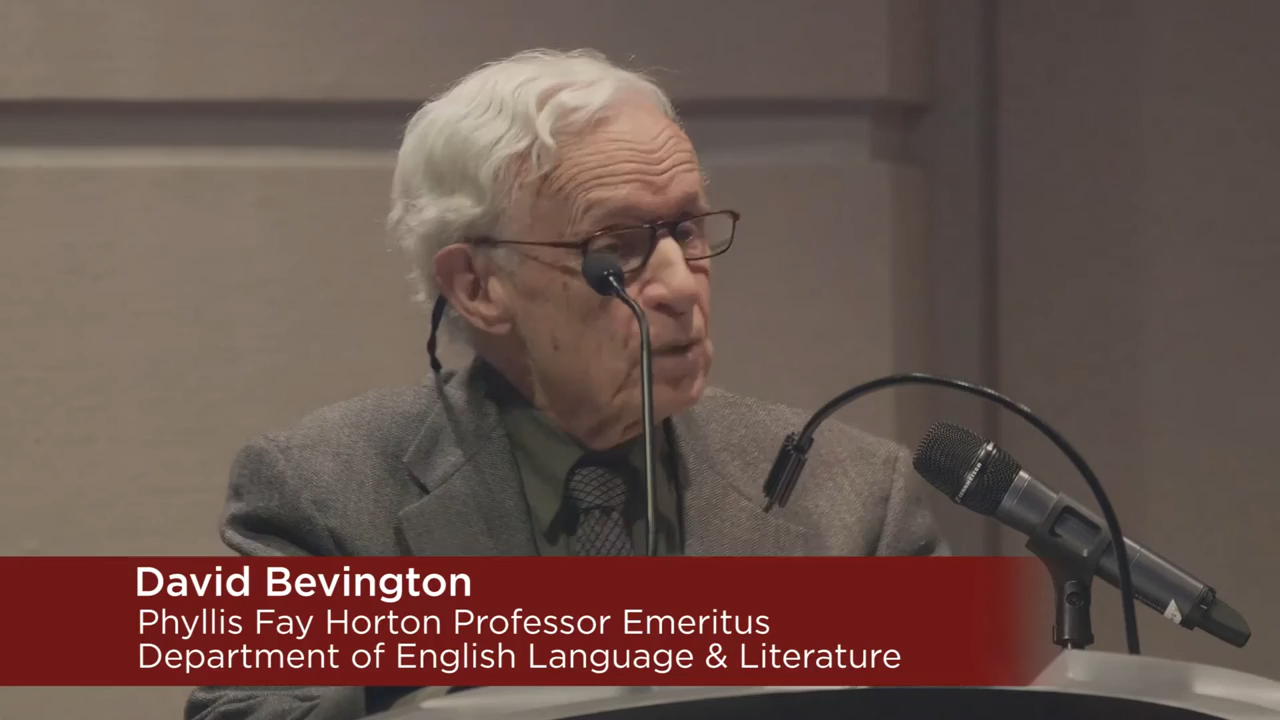 David Bevington
Phyllis Fay Horton Professor Emeritus
Department of English Language & Literature